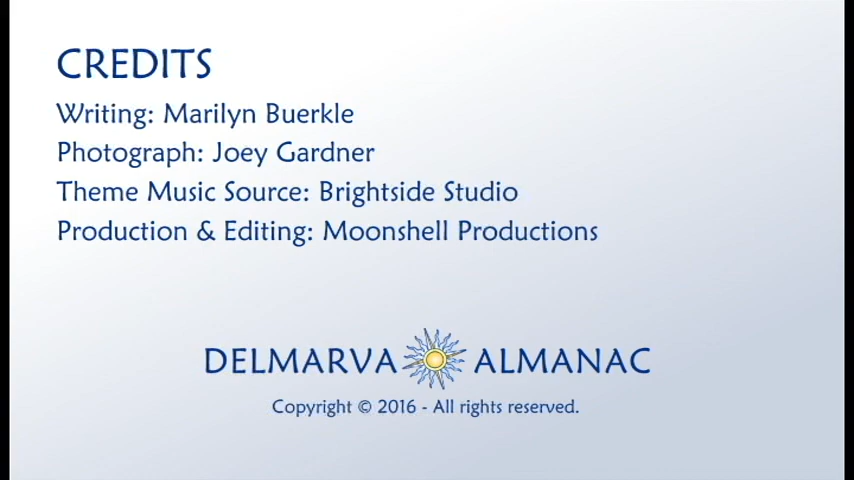 CREDITS
Writing: Marilyn Buerkle
Photograph: Joey Gardner
Theme Music Source: Brightside Studio
Production & Editing: Moonshell Productions
DELMARVA ALMANAC
Copyright © 2016 - All rights reserved.